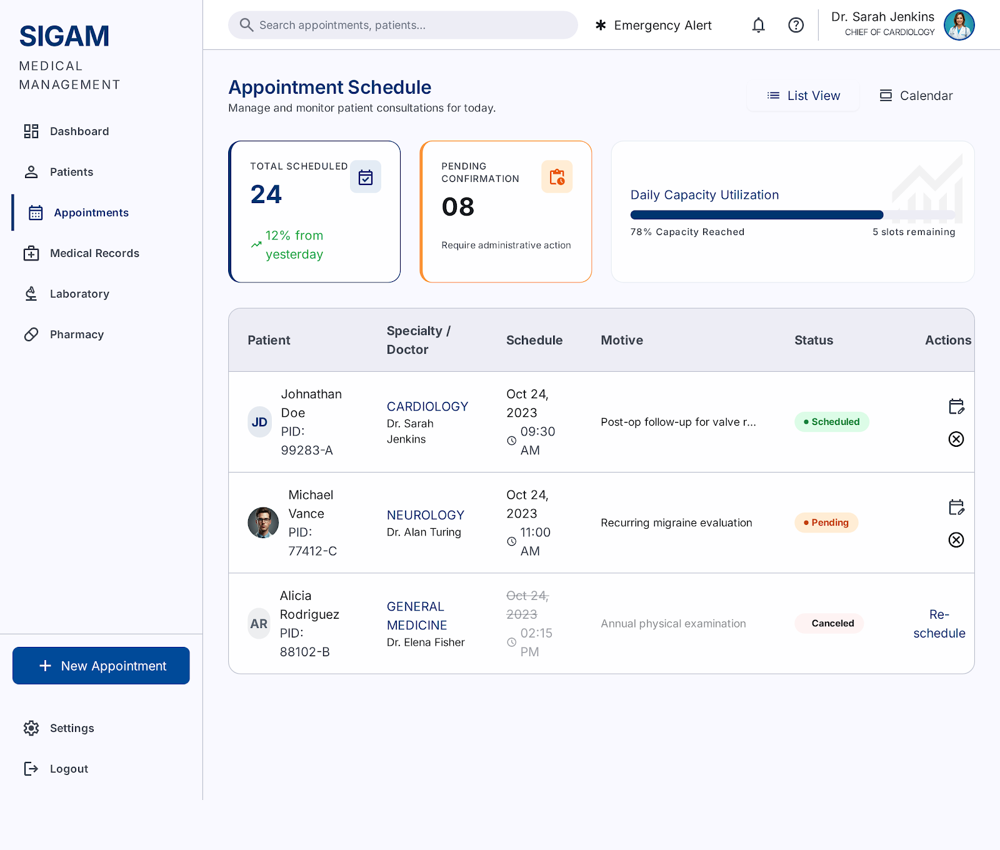 SIGAM
MEDICAL
MANAGEMENT
Dashboard
Patients
Appointments
Medical Records
Laboratory
Pharmacy
New Appointment
Settings
Logout
Search appointments, patients...
Emergency Alert
Dr. Sarah Jenkins
CHIEF OF CARDIOLOGY
Appointment Schedule
Manage and monitor patient consultations for today.
List View
Calendar
TOTAL SCHEDULED
24
12% from
yesterday
PENDING
CONFIRMATION
08
Require administrative action
Daily Capacity Utilization
78% Capacity Reached
5 slots remaining
Patient
Specialty /
Doctor
Schedule
Motive
Status
Actions
JD
Johnathan
Doe
PID:
99283-A
CARDIOLOGY
Dr. Sarah
Jenkins
Oct 24,
2023
09:30
AM
Post-op follow-up for valve r...
Scheduled
Michael
Vance
PID:
77412-C
NEUROLOGY
Dr. Alan Turing
Oct 24,
2023
11:00
AM
Recurring migraine evaluation
Pending
AR
Alicia
Rodriguez
PID:
88102-B
GENERAL
MEDICINE
Dr. Elena Fisher
Oct 24,
2023
02:15
PM
Annual physical examination
Canceled
Re-
schedule